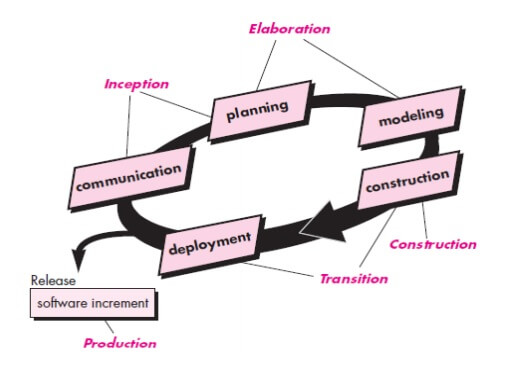 Elaboration
Inception
planning
modeling
communication
construction
deployment
Construction
Transition
Release
software increment
Production